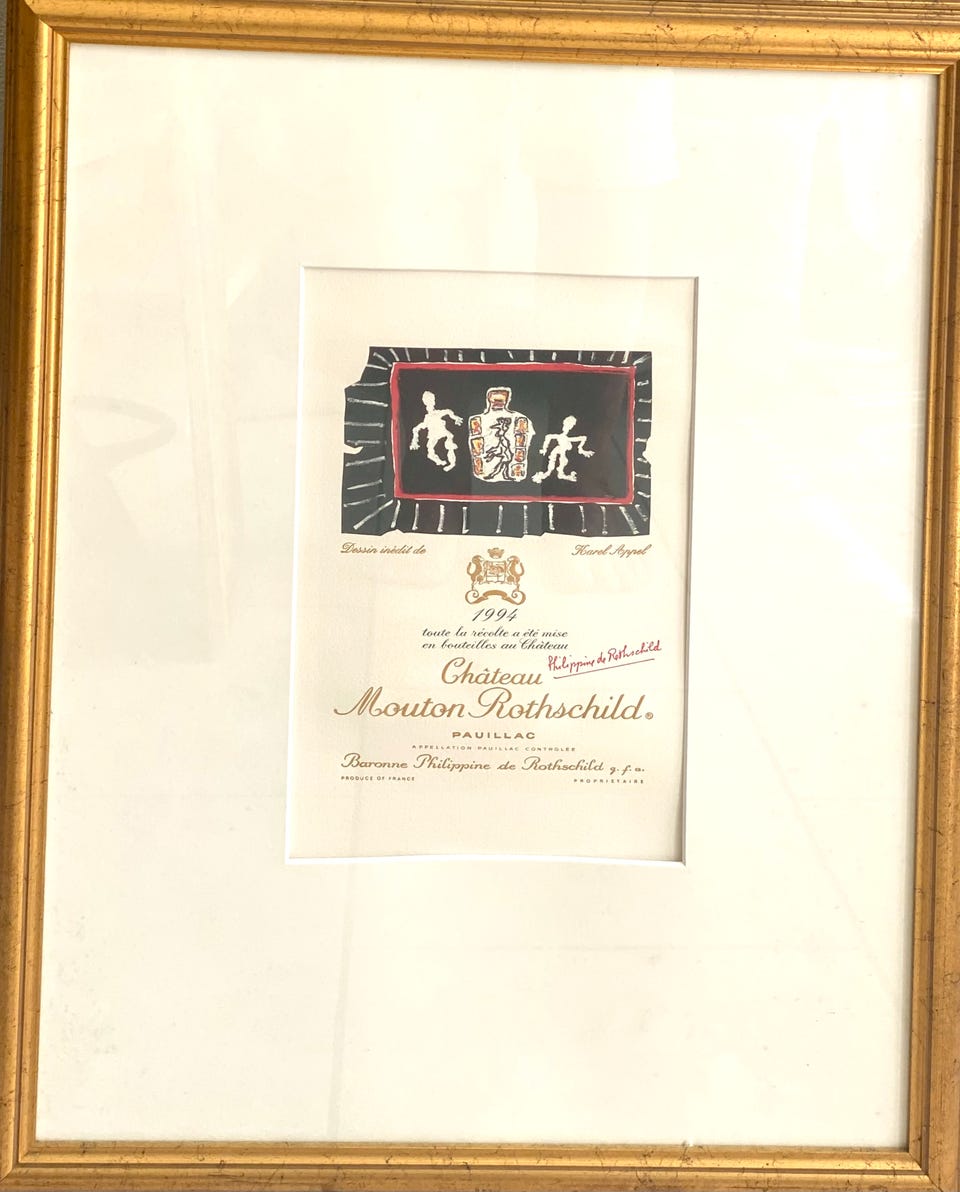 Dessin inédit de Karel Appel
1994
toute la récolte a été mise
en bouteilles au Château
Philippine de Rothschild
Château
Mouton Rothschild®
PAUILLAC
APPELLATION PAUILLAC CONTROLÉE
Baronne Philippine de Rothschild g.f.a.
PRODUCE OF FRANCE PROPRIETAIRE